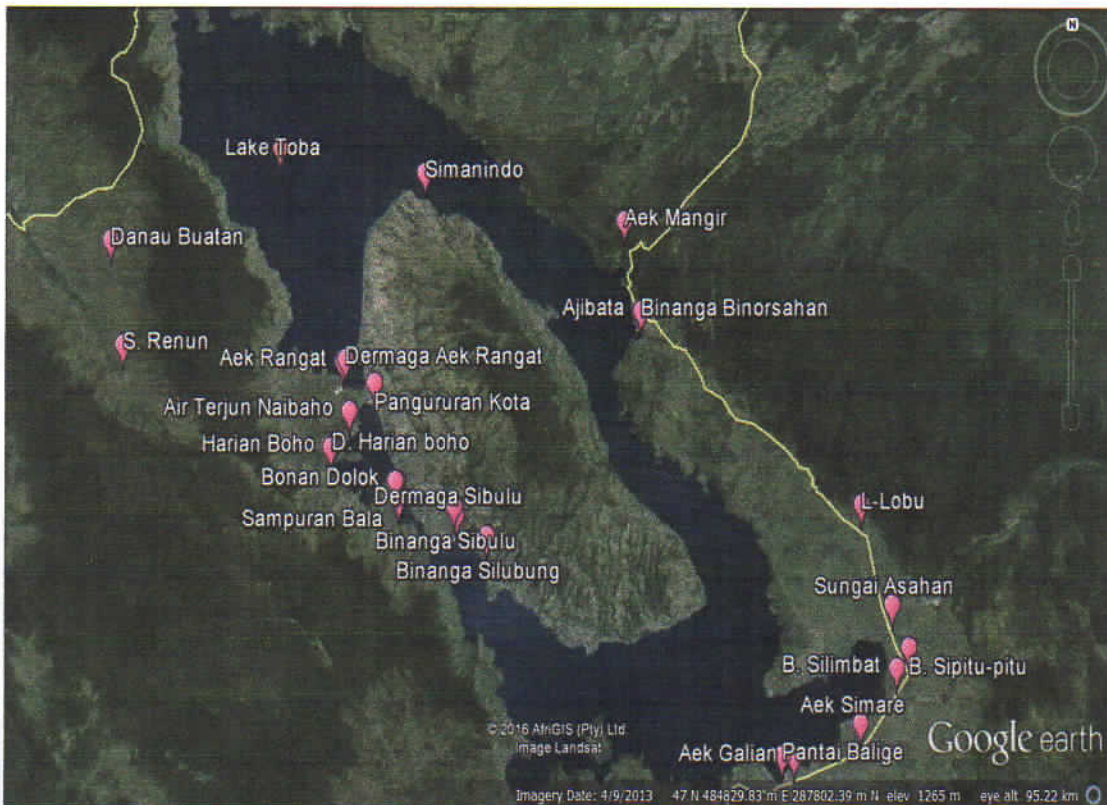 N
Lake Toba
Simanindo
Aek Mangir
Danau Buatan
Ajibata
Binanga Binorsahan
S. Renun
Aek Rangat
Dermaga Aek Rangat
Pangururan Kota
Air Terjun Naibaho
Harian Boho
D. Harian boho
Bonan Dolok
Dermaga Sibulu
Sampuran Bala
L-Lobu
Binanga Sibulu
Binanga Silubung
Sungai Asahan
B. Silimbat
B. Sipitu-pitu
Aek Simare
© 2016 AfriGIS (Pty) Ltd.
Image Landsat
Google earth
Aek Galian
Pantai Balige
Imagery Date: 4/9/2013 47 N 484829.83 m E 287802.39 m N elev 1265 m eye alt 95.22 km